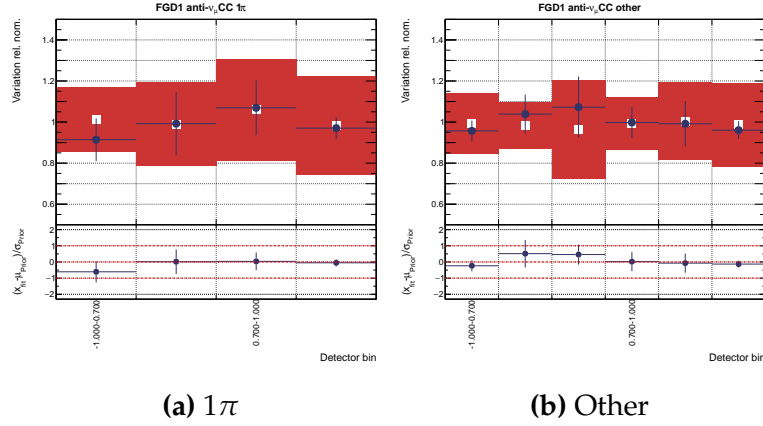 FGD1 anti-νμCC 1π
Variation rel. nom.
1.4
1.2
1
0.8
0.6
(xfit-μPrior)/σPrior
2
1
0
−1
−2
-1.000-0.700
0.700-1.000
Detector bin
(a) 1π
FGD1 anti-νμCC other
Variation rel. nom.
1.4
1.2
1
0.8
0.6
(xfit-μPrior)/σPrior
2
1
0
−1
−2
-1.000-0.700
0.700-1.000
Detector bin
(b) Other